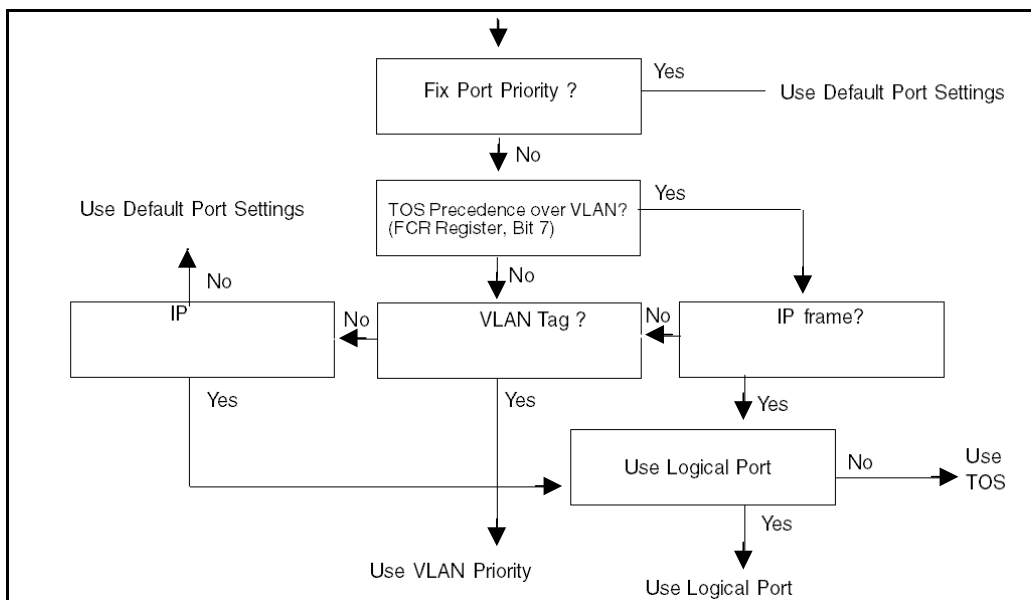 Fix Port Priority ?
Yes
Use Default Port Settings
No
TOS Precedence over VLAN?
(FCR Register, Bit 7)
Yes
Use Default Port Settings
No
No
IP
No
VLAN Tag ?
No
IP frame?
Yes
Yes
Yes
Use Logical Port
No
Use
TOS
Yes
Use VLAN Priority
Use Logical Port